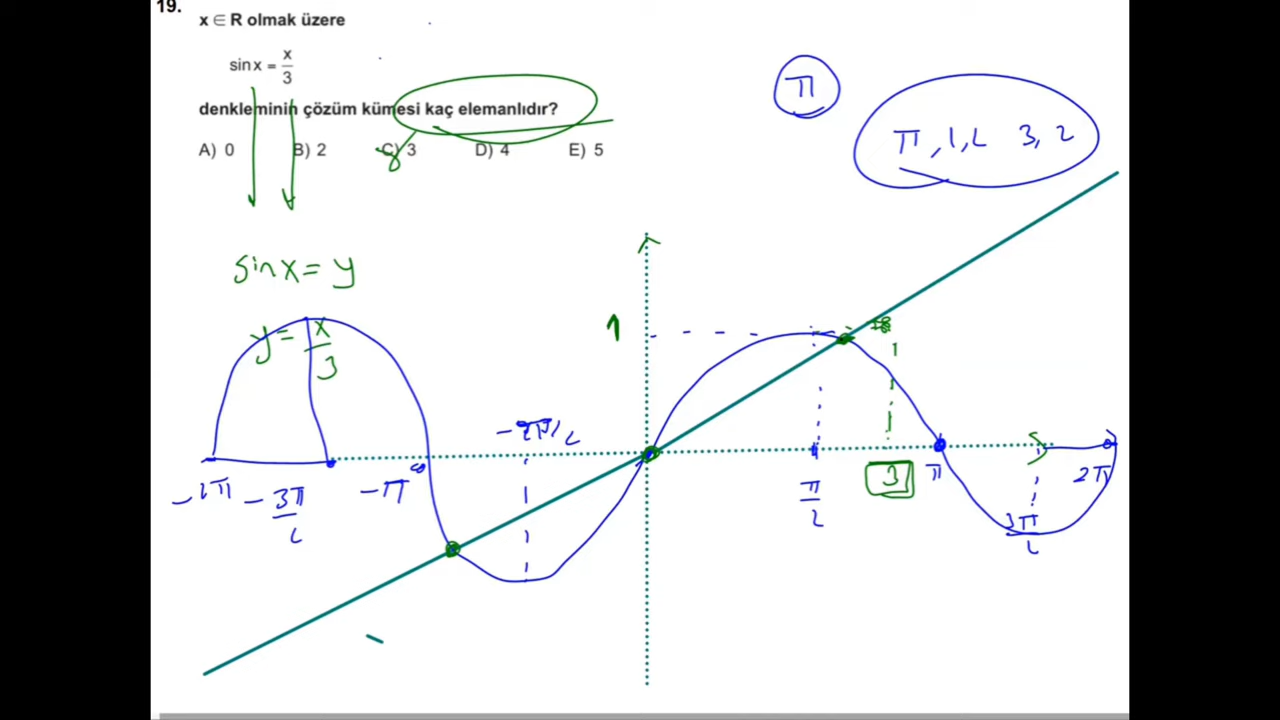 19.
x ∈ R olmak üzere
sin x = x/3
denkleminin çözüm kümesi kaç elemanlıdır?
A) 0 B) 2 C) 3 D) 4 E) 5
π
π, 1, 2 3, 2
sin x = y
y = x/3
1
-2π -3π/2 -π π/2 3 π 3π/2 2π